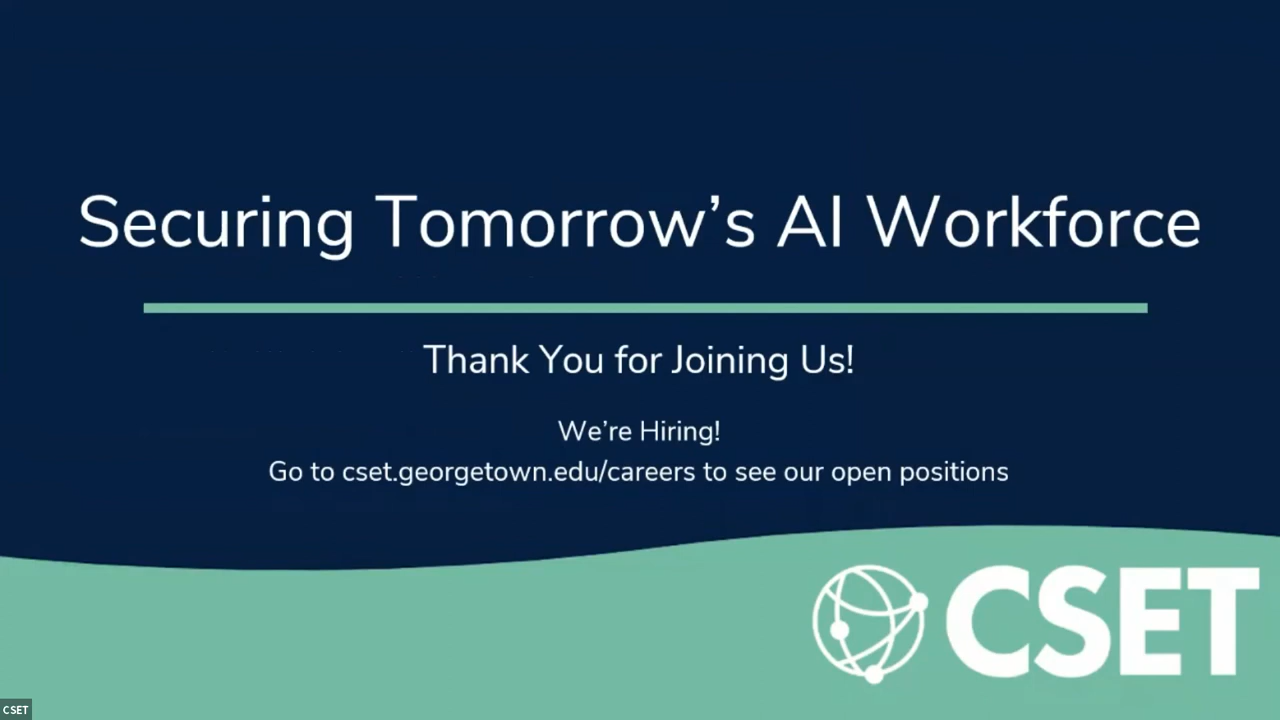 Securing Tomorrow’s AI Workforce
Thank You for Joining Us!
We’re Hiring!
Go to cset.georgetown.edu/careers to see our open positions
CSET
CSET